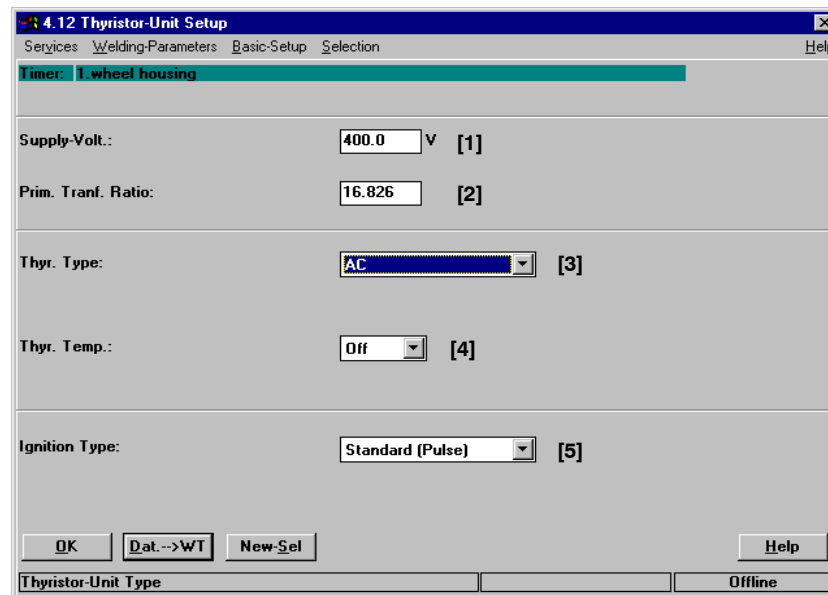 4.12 Thyristor-Unit Setup
Services Welding-Parameters Basic-Setup Selection Help
Timer: 1.wheel housing
Supply-Volt.: 400.0 V [1]
Prim. Tranf. Ratio: 16.826 [2]
Thyr. Type: AC [3]
Thyr. Temp.: Off [4]
Ignition Type: Standard (Pulse) [5]
OK Dat.-->WT New-Sel Help
Thyristor-Unit Type Offline